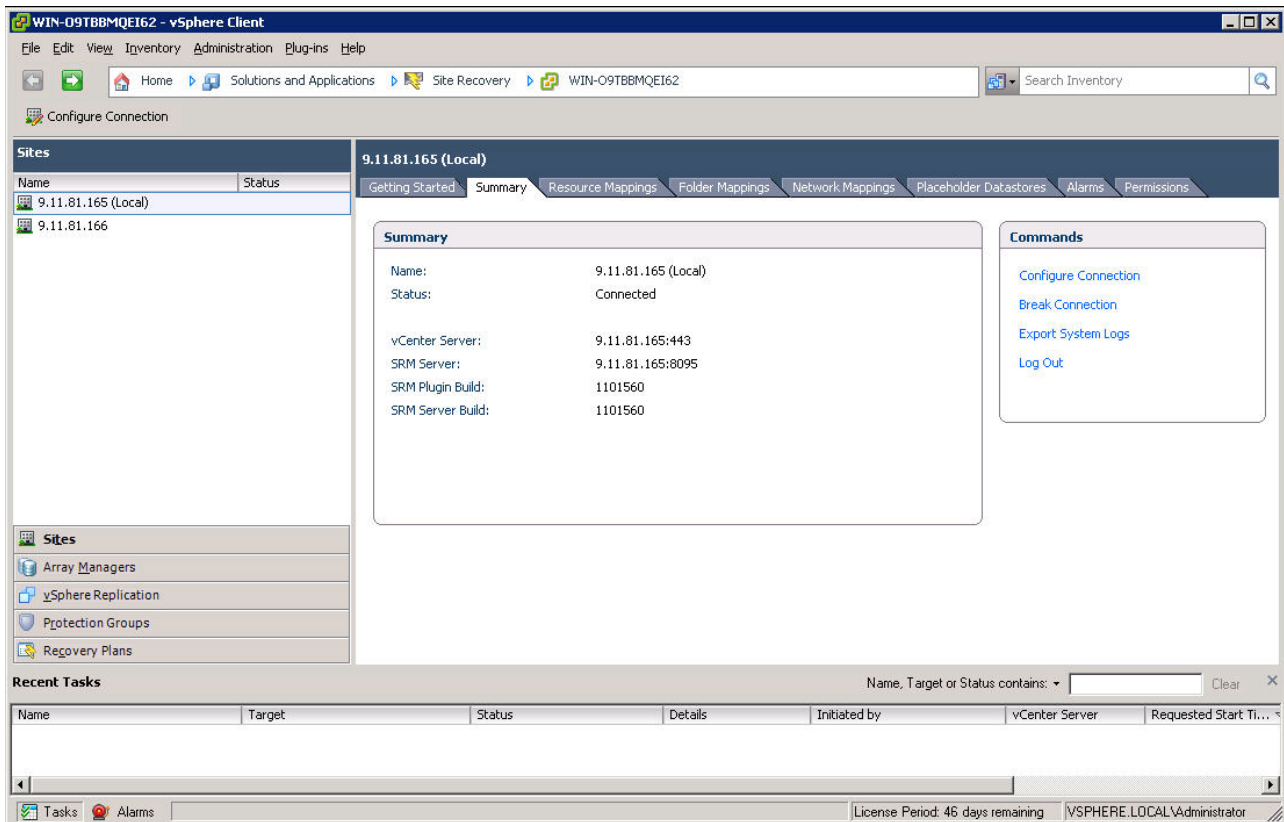 WIN-O9TBBMQEI62 - vSphere Client
File Edit View Inventory Administration Plug-ins Help
Home Solutions and Applications Site Recovery WIN-O9TBBMQEI62 Search Inventory
Configure Connection
Sites
Name Status
9.11.81.165 (Local)
9.11.81.166
Sites
Array Managers
vSphere Replication
Protection Groups
Recovery Plans
9.11.81.165 (Local)
Getting Started Summary Resource Mappings Folder Mappings Network Mappings Placeholder Datastores Alarms Permissions
Summary
Name: 9.11.81.165 (Local)
Status: Connected
vCenter Server: 9.11.81.165:443
SRM Server: 9.11.81.165:8095
SRM Plugin Build: 1101560
SRM Server Build: 1101560
Commands
Configure Connection
Break Connection
Export System Logs
Log Out
Recent Tasks Name, Target or Status contains: Clear
Name Target Status Details Initiated by vCenter Server Requested Start Ti...
Tasks Alarms License Period: 46 days remaining VSPHERE.LOCAL\Administrator